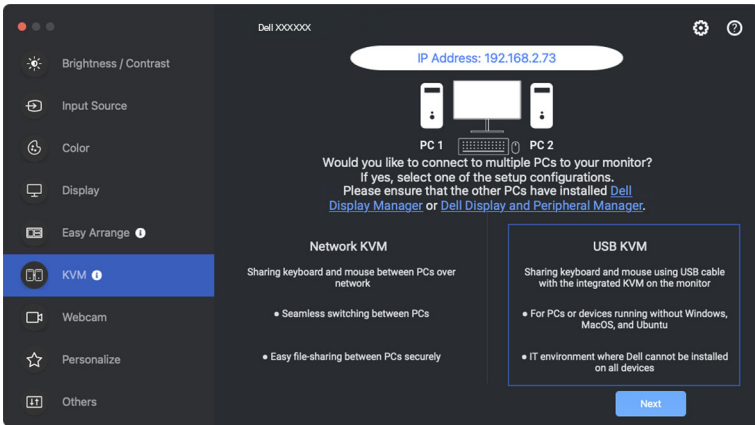 Dell XXXXXX
Brightness / Contrast
Input Source
Color
Display
Easy Arrange
KVM
Webcam
Personalize
Others
IP Address: 192.168.2.73
PC 1
PC 2
Would you like to connect to multiple PCs to your monitor?
If yes, select one of the setup configurations.
Please ensure that the other PCs have installed Dell
Display Manager or Dell Display and Peripheral Manager.
Network KVM
Sharing keyboard and mouse between PCs over
network
• Seamless switching between PCs
• Easy file-sharing between PCs securely
USB KVM
Sharing keyboard and mouse using USB cable
with the integrated KVM on the monitor
• For PCs or devices running without Windows,
MacOS, and Ubuntu
• IT environment where Dell cannot be installed
on all devices
Next